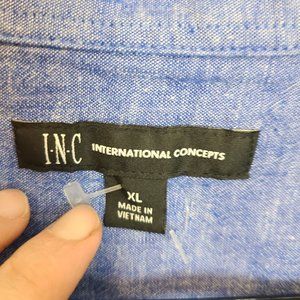 I·N·C INTERNATIONAL CONCEPTS
XL
MADE IN
VIETNAM